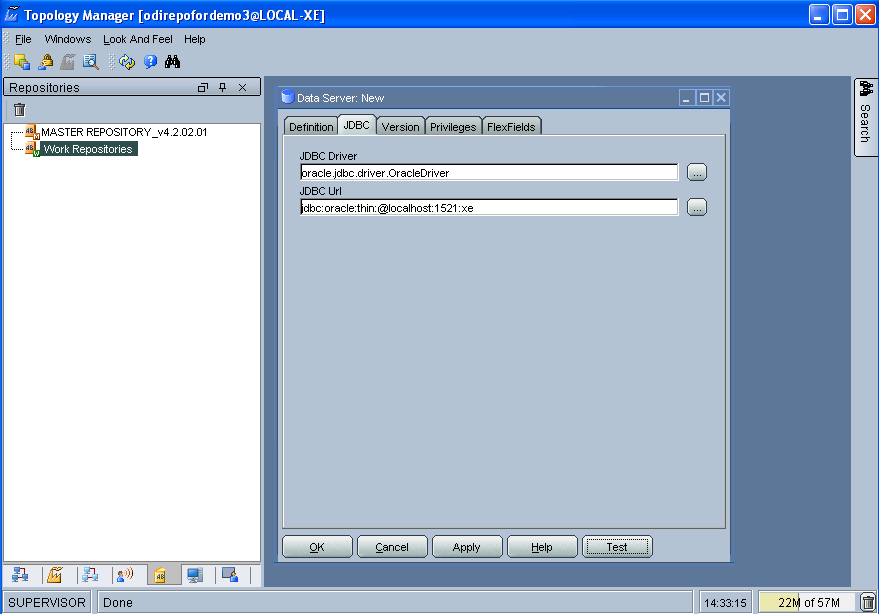 Topology Manager [odirepofordemo3@LOCAL-XE]
File Windows Look And Feel Help
Repositories
MASTER REPOSITORY_v4.2.02.01
Work Repositories
Data Server: New
Definition JDBC Version Privileges FlexFields
JDBC Driver
oracle.jdbc.driver.OracleDriver
...
JDBC Url
jdbc:oracle:thin:@localhost:1521:xe
...
OK Cancel Apply Help Test
Search
SUPERVISOR Done 14:33:15 22M of 57M